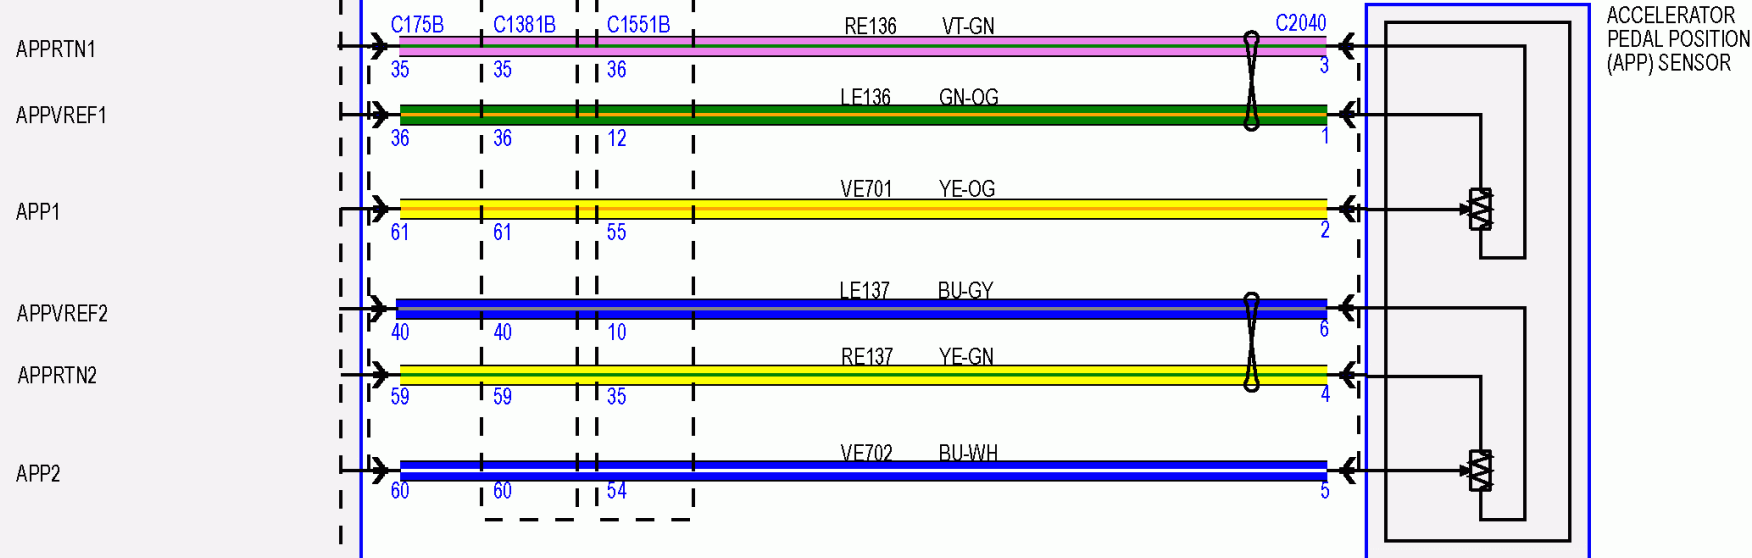 C175B C1381B C1551B RE136 VT-GN C2040 ACCELERATOR
PEDAL POSITION
(APP) SENSOR
APPRTN1
35 35 36 3
LE136 GN-OG
APPVREF1
36 36 12 1
VE701 YE-OG
APP1
61 61 55 2
LE137 BU-GY
APPVREF2
40 40 10 6
RE137 YE-GN
APPRTN2
59 59 35 4
VE702 BU-WH
APP2
60 60 54 5